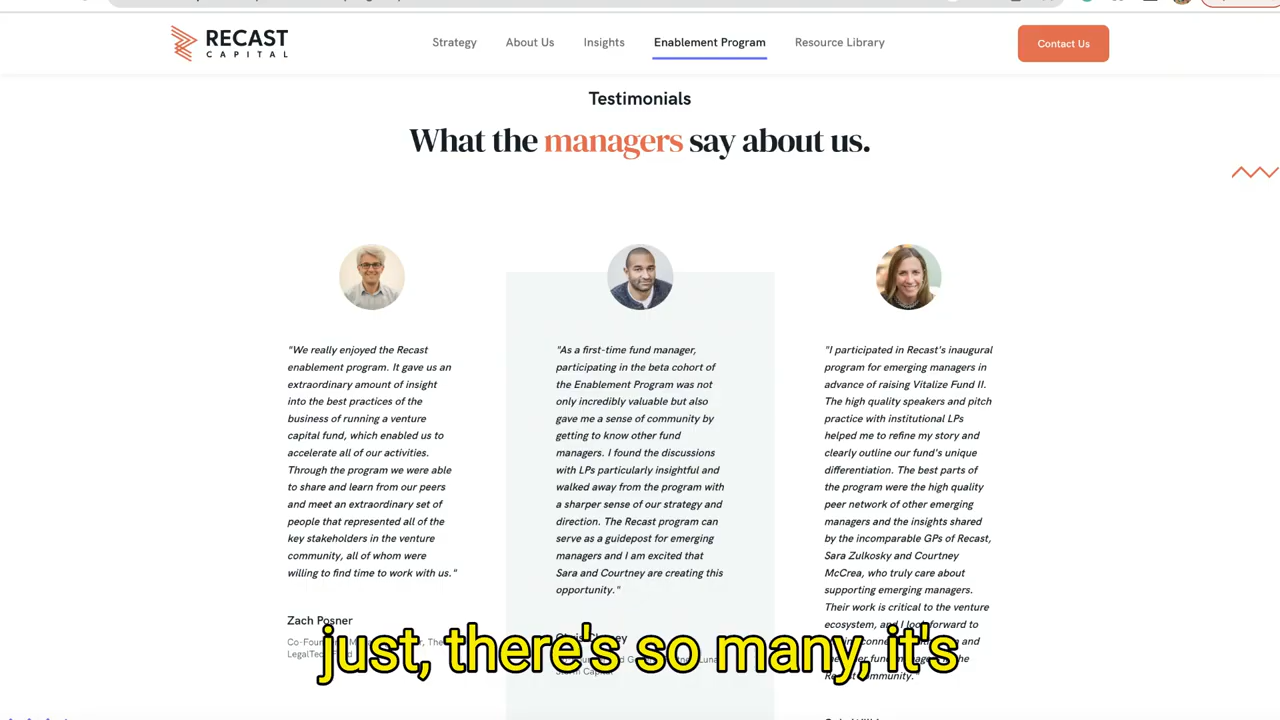 RECAST
CAPITAL
Strategy
About Us
Insights
Enablement Program
Resource Library
Contact Us
Testimonials
What the managers say about us.
"We really enjoyed the Recast
enablement program. It gave us an
extraordinary amount of insight
into the best practices of the
business of running a venture
capital fund, which enabled us to
accelerate all of our activities.
Through the program we were able
to share and learn from our peers
and meet an extraordinary set of
people that represented all of the
key stakeholders in the venture
community, all of whom were
willing to find time to work with us."
Zach Posner
"As a first-time fund manager,
participating in the beta cohort of
the Enablement Program was not
only incredibly valuable but also
gave me a sense of community by
getting to know other fund
managers. I found the discussions
with LPs particularly insightful and
walked away from the program with
a sharper sense of our strategy and
direction. The Recast program can
serve as a guidepost for emerging
managers and I am excited that
Sara and Courtney are creating this
opportunity."
"I participated in Recast's inaugural
program for emerging managers in
advance of raising Vitalize Fund II.
The high quality speakers and pitch
practice with institutional LPs
helped me to refine my story and
clearly outline our fund's unique
differentiation. The best parts of
the program were the high quality
peer network of other emerging
managers and the insights shared
by the incomparable GPs of Recast,
Sara Zulkosky and Courtney
McCrea, who truly care about
supporting emerging managers.
Their work is critical to the venture
ecosystem, and I look forward to
just, there's so many, it's